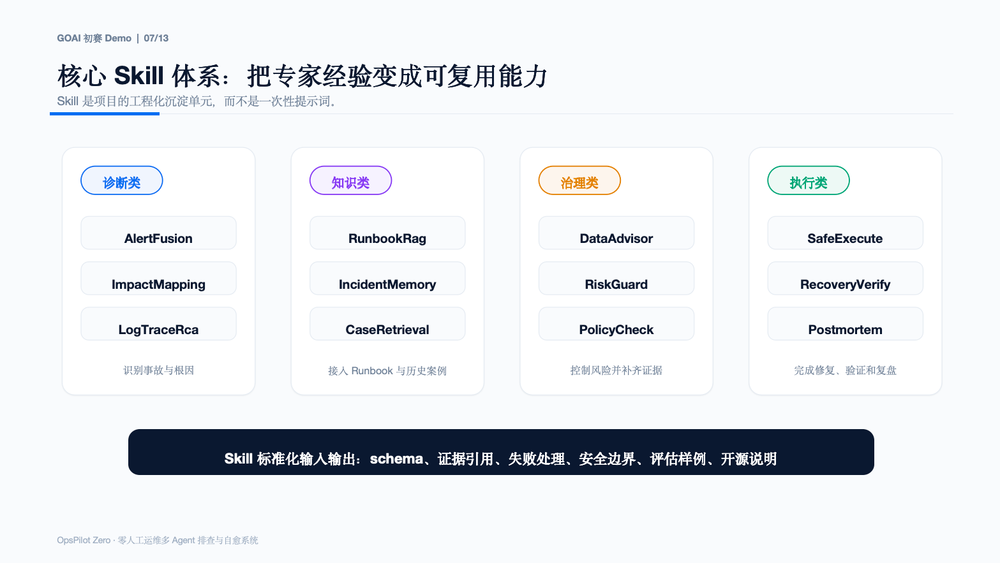 GOAI 初赛 Demo | 07/13
核心 Skill 体系：把专家经验变成可复用能力
Skill 是项目的工程化沉淀单元，而不是一次性提示词。
诊断类
AlertFusion
ImpactMapping
LogTraceRca
识别事故与根因
知识类
RunbookRag
IncidentMemory
CaseRetrieval
接入 Runbook 与历史案例
治理类
DataAdvisor
RiskGuard
PolicyCheck
控制风险并补齐证据
执行类
SafeExecute
RecoveryVerify
Postmortem
完成修复、验证和复盘
Skill 标准化输入输出：schema、证据引用、失败处理、安全边界、评估样例、开源说明
OpsPilot Zero · 零人工运维多 Agent 排查与自愈系统